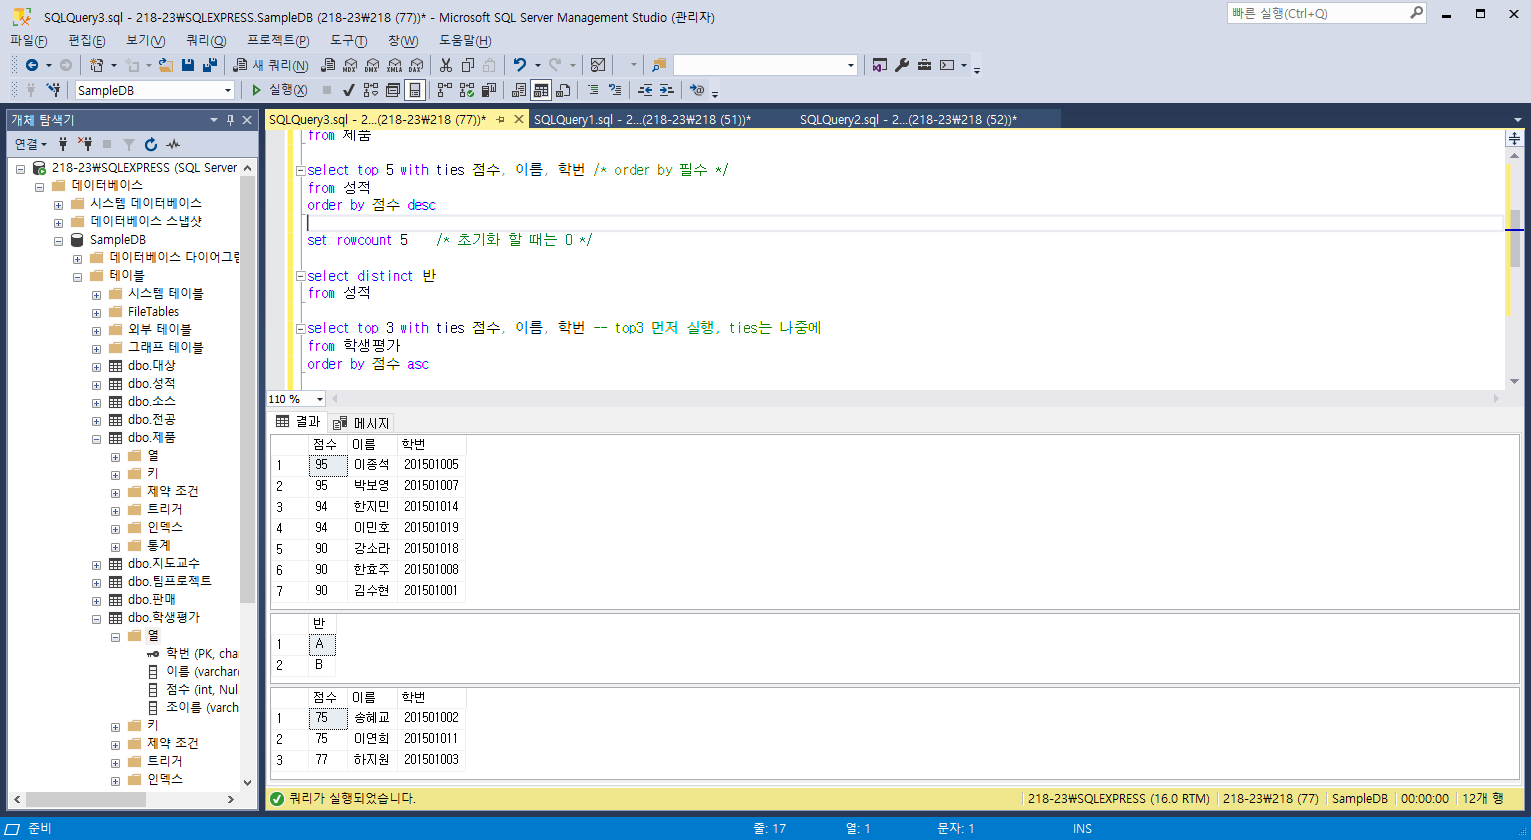 SQLQuery3.sql - 218-23₩SQLEXPRESS.SampleDB (218-23₩218 (77))* - Microsoft SQL Server Management Studio (관리자)
빠른 실행(Ctrl+Q)
파일(F) 편집(E) 보기(V) 쿼리(Q) 프로젝트(P) 도구(T) 창(W) 도움말(H)
새 쿼리(N) MDX DMX XMLA DAX
SampleDB 실행(X)
개체 탐색기
연결
218-23₩SQLEXPRESS (SQL Server
데이터베이스
시스템 데이터베이스
데이터베이스 스냅샷
SampleDB
데이터베이스 다이어그램
테이블
시스템 테이블
FileTables
외부 테이블
그래프 테이블
dbo.대상
dbo.성적
dbo.소스
dbo.전공
dbo.제품
열
키
제약 조건
트리거
인덱스
통계
dbo.지도교수
dbo.팀프로젝트
dbo.판매
dbo.학생평가
열
학번 (PK, cha
이름 (varchar
점수 (int, Nul
조이름 (varch
키
제약 조건
트리거
인덱스
SQLQuery3.sql - 2...(218-23₩218 (77))* SQLQuery1.sql - 2...(218-23₩218 (51))* SQLQuery2.sql - 2...(218-23₩218 (52))*
from 제품
select top 5 with ties 점수, 이름, 학번 /* order by 필수 */
from 성적
order by 점수 desc
set rowcount 5 /* 초기화 할 때는 0 */
select distinct 반
from 성적
select top 3 with ties 점수, 이름, 학번 -- top3 먼저 실행, ties는 나중에
from 학생평가
order by 점수 asc
110 %
결과 메시지
점수 이름 학번
1 95 이종석 201501005
2 95 박보영 201501007
3 94 한지민 201501014
4 94 이민호 201501019
5 90 강소라 201501018
6 90 한효주 201501008
7 90 김수현 201501001
반
1 A
2 B
점수 이름 학번
1 75 송혜교 201501002
2 75 이연희 201501011
3 77 하지원 201501003
쿼리가 실행되었습니다. 218-23₩SQLEXPRESS (16.0 RTM) 218-23₩218 (77) SampleDB 00:00:00 12개 행
준비 줄: 17 열: 1 문자: 1 INS